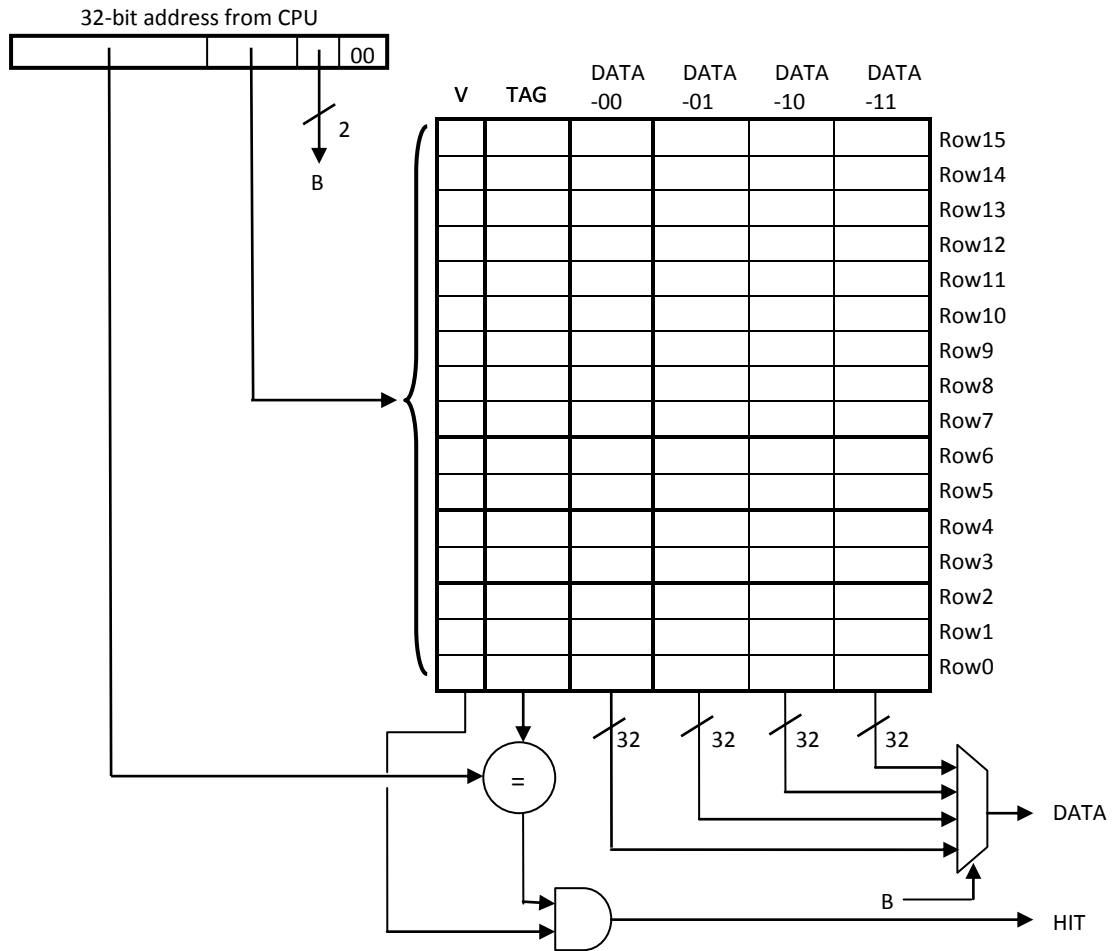 32-bit address from CPU
00
2
B
V TAG DATA -00 DATA -01 DATA -10 DATA -11
Row15
Row14
Row13
Row12
Row11
Row10
Row9
Row8
Row7
Row6
Row5
Row4
Row3
Row2
Row1
Row0
32 32 32 32
=
DATA
B
HIT